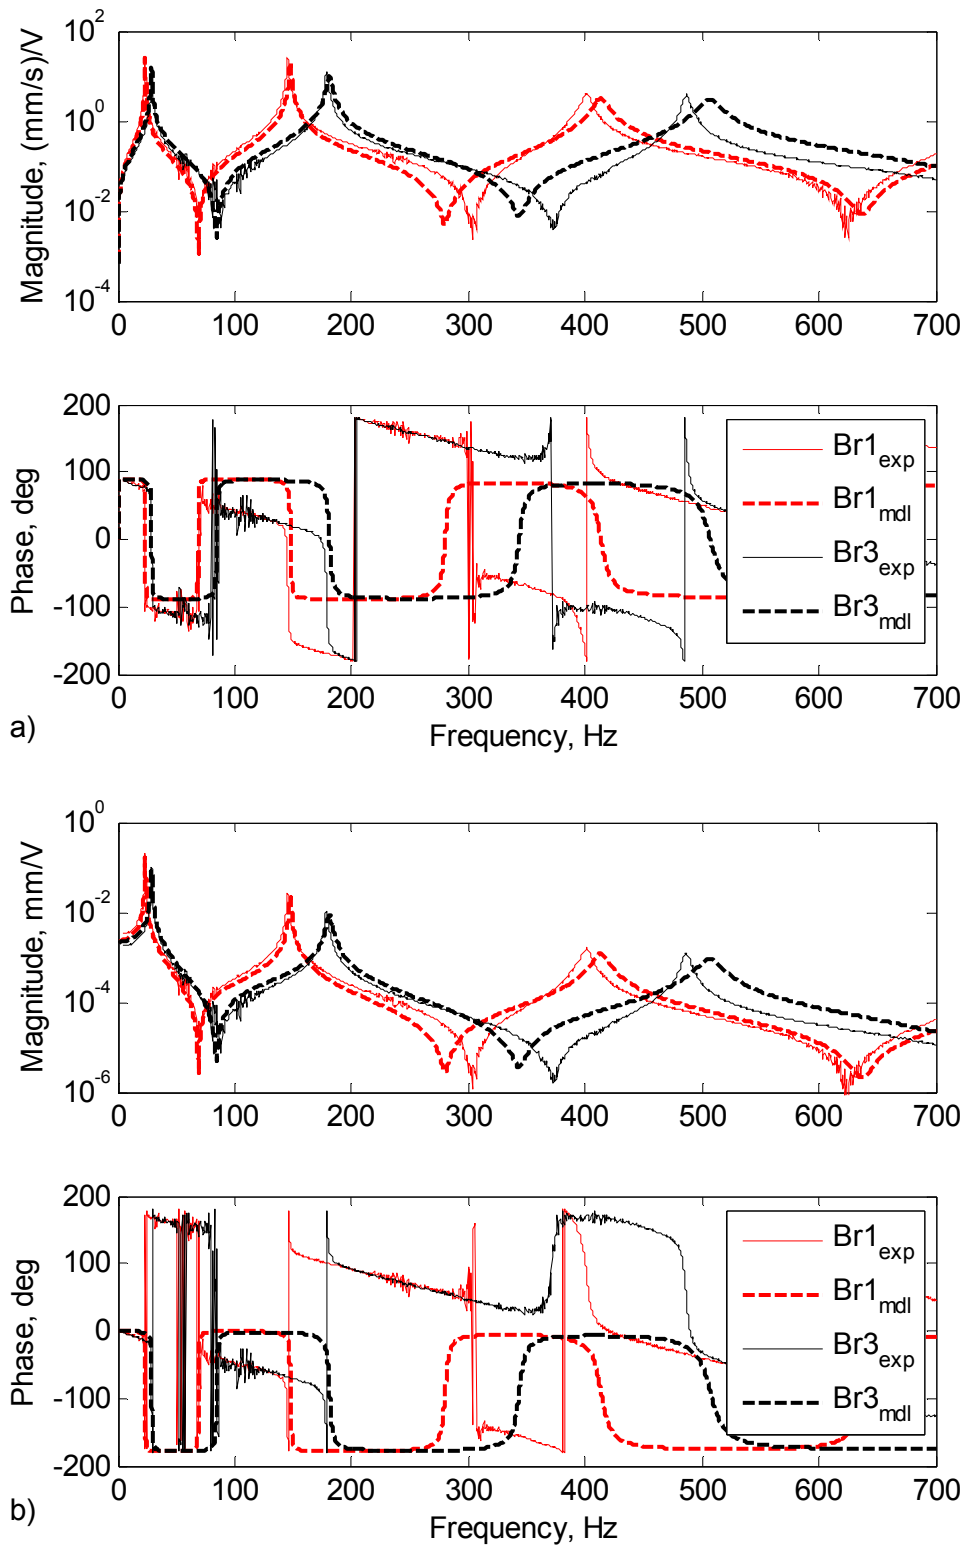 Magnitude, (mm/s)/V
10^2
10^0
10^-2
10^-4
0 100 200 300 400 500 600 700
Phase, deg
200
100
0
-100
-200
Br1exp
Br1mdl
Br3exp
Br3mdl
0 100 200 300 400 500 600 700
a)
Frequency, Hz
Magnitude, mm/V
10^0
10^-2
10^-4
10^-6
0 100 200 300 400 500 600 700
Phase, deg
200
100
0
-100
-200
Br1exp
Br1mdl
Br3exp
Br3mdl
0 100 200 300 400 500 600 700
b)
Frequency, Hz